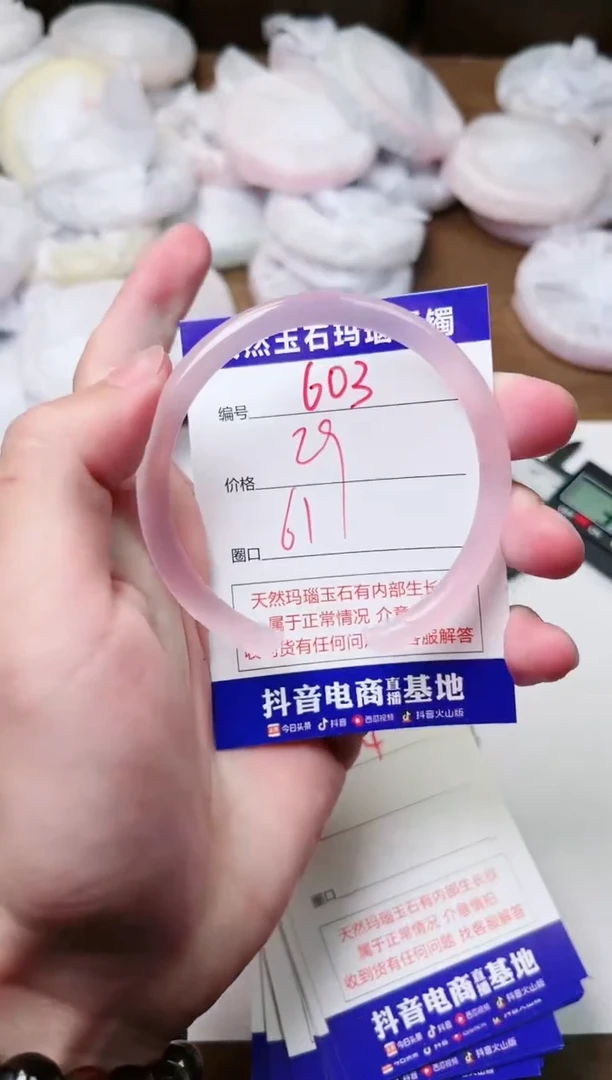 然玉石玛瑙 镯
编号 603
价格 29
圈口 61
天然玛瑙玉石有内部生长
属于正常情况 介意
收到货有任何问 客服解答
抖音电商直播基地
今日头条 抖音 西瓜视频 抖音火山版
圈口
天然玛瑙玉石有内部生长纹
属于正常情况 介意慎拍
收到货有任何问题 找客服解答
抖音电商直播基地
今日头条 抖音 抖音火山版